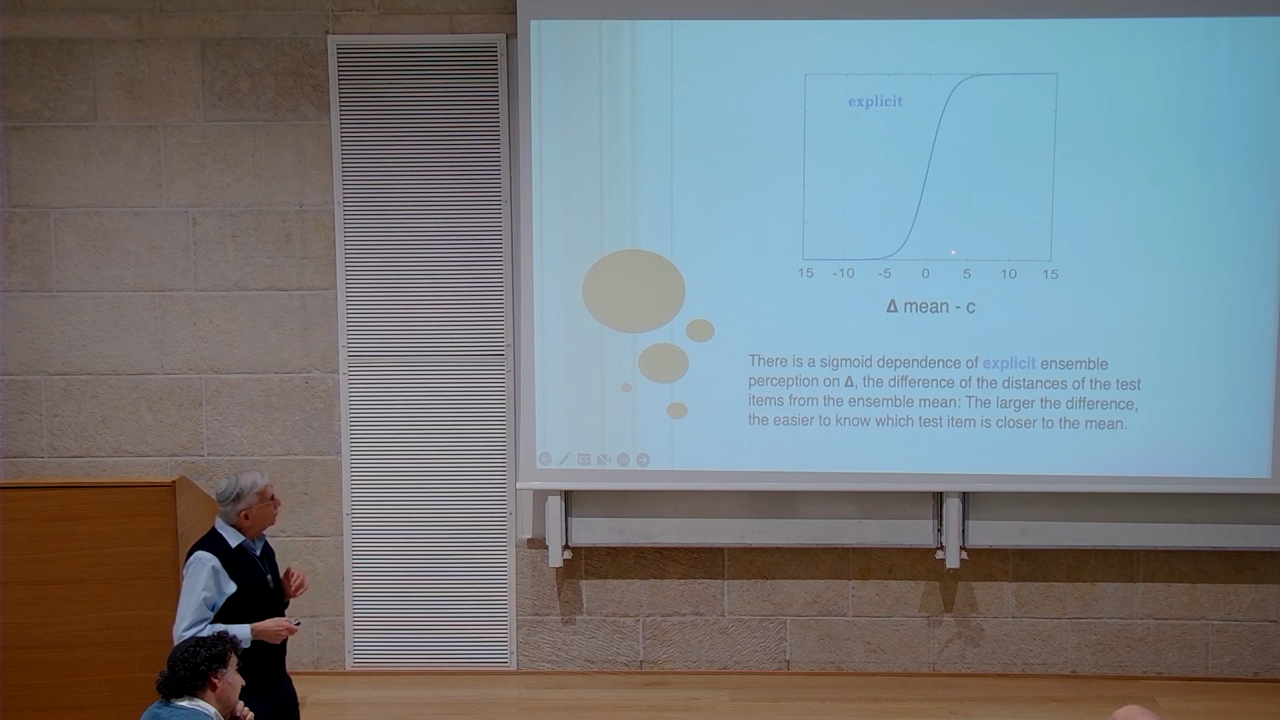 explicit
15 -10 -5 0 5 10 15
Δ mean - c
There is a sigmoid dependence of explicit ensemble
perception on Δ, the difference of the distances of the test
items from the ensemble mean: The larger the difference,
the easier to know which test item is closer to the mean.